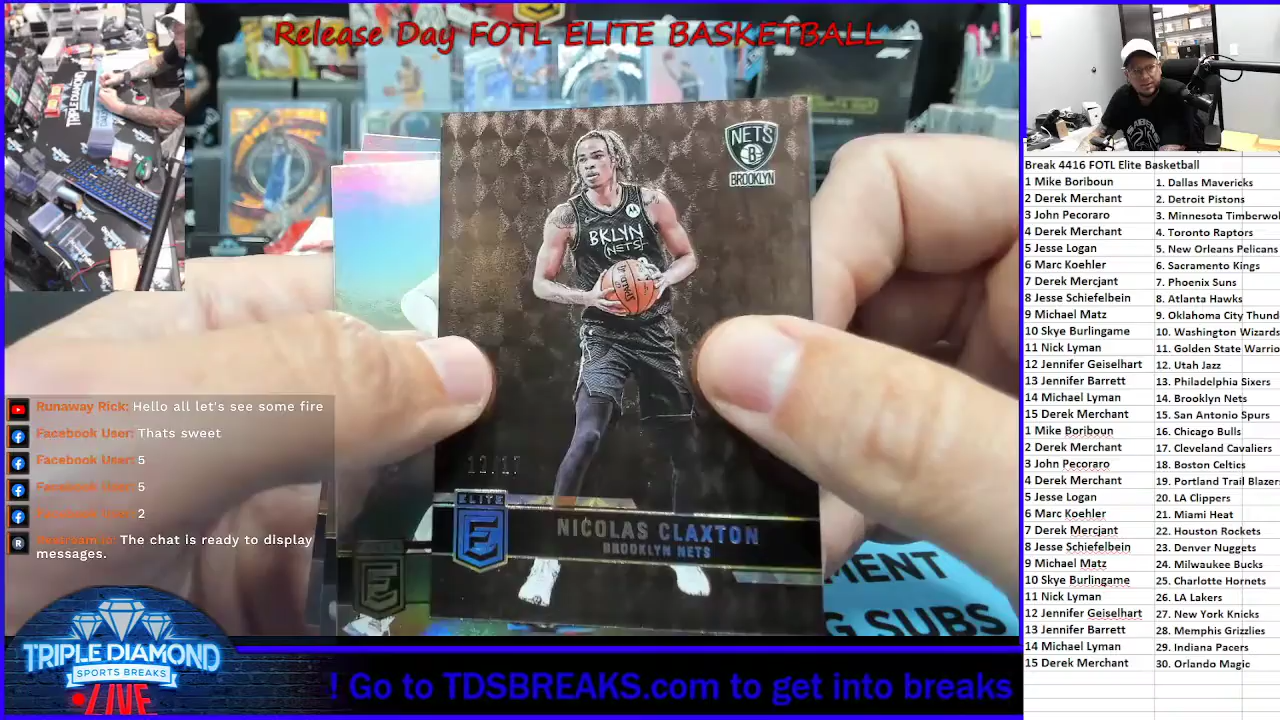 Release Day FOTL ELITE BASKETBALL
NETS
B
BROOKLYN
BKLYN
NETS
SPALDING
ELITE
E
NICOLAS CLAXTON
BROOKLYN NETS
E
MENT
G SUBS
TRIPLE DIAMOND
Runaway Rick: Hello all let's see some fire
Facebook User: Thats sweet
Facebook User: 5
Facebook User: 5
Facebook User: 2
Restream.io: The chat is ready to display
messages.
TRIPLE DIAMOND
SPORTS BREAKS
LIVE
! Go to TDSBREAKS.com to get into breaks
Break 4416 FOTL Elite Basketball
1 Mike Boriboun 1. Dallas Mavericks
2 Derek Merchant 2. Detroit Pistons
3 John Pecoraro 3. Minnesota Timberwol
4 Derek Merchant 4. Toronto Raptors
5 Jesse Logan 5. New Orleans Pelicans
6 Marc Koehler 6. Sacramento Kings
7 Derek Mercjant 7. Phoenix Suns
8 Jesse Schiefelbein 8. Atlanta Hawks
9 Michael Matz 9. Oklahoma City Thund
10 Skye Burlingame 10. Washington Wizards
11 Nick Lyman 11. Golden State Warrio
12 Jennifer Geiselhart 12. Utah Jazz
13 Jennifer Barrett 13. Philadelphia Sixers
14 Michael Lyman 14. Brooklyn Nets
15 Derek Merchant 15. San Antonio Spurs
1 Mike Boriboun 16. Chicago Bulls
2 Derek Merchant 17. Cleveland Cavaliers
3 John Pecoraro 18. Boston Celtics
4 Derek Merchant 19. Portland Trail Blazers
5 Jesse Logan 20. LA Clippers
6 Marc Koehler 21. Miami Heat
7 Derek Mercjant 22. Houston Rockets
8 Jesse Schiefelbein 23. Denver Nuggets
9 Michael Matz 24. Milwaukee Bucks
10 Skye Burlingame 25. Charlotte Hornets
11 Nick Lyman 26. LA Lakers
12 Jennifer Geiselhart 27. New York Knicks
13 Jennifer Barrett 28. Memphis Grizzlies
14 Michael Lyman 29. Indiana Pacers
15 Derek Merchant 30. Orlando Magic